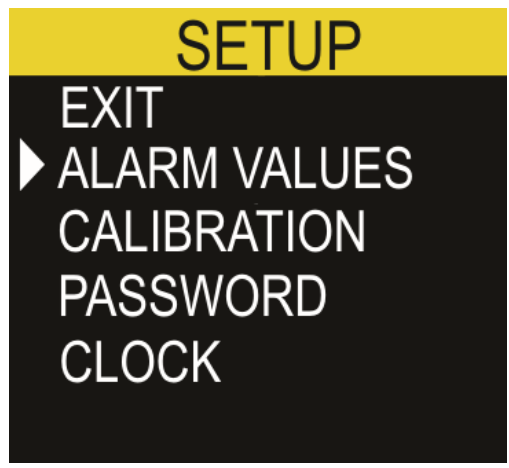 SETUP
EXIT
ALARM VALUES
CALIBRATION
PASSWORD
CLOCK